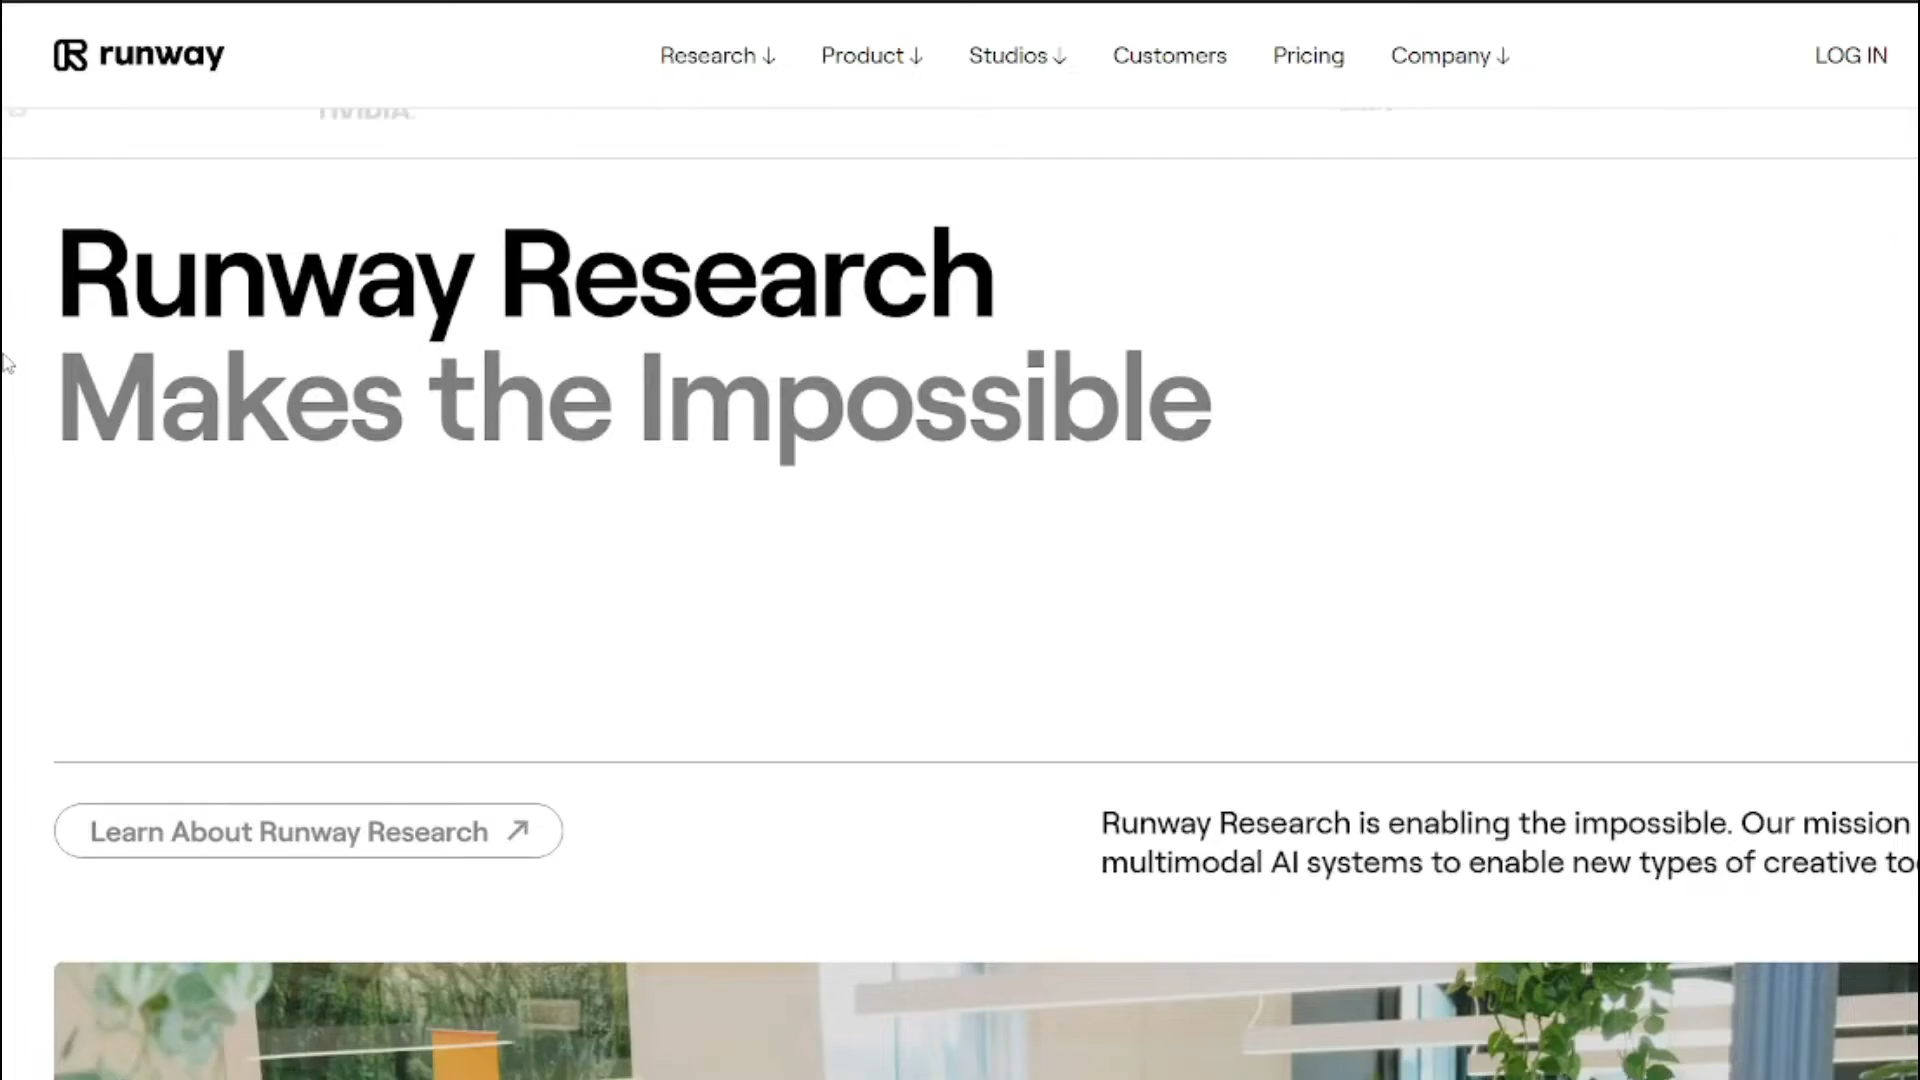 runway
Research ↓ Product ↓ Studios ↓ Customers Pricing Company ↓ LOG IN
NVIDIA.
Runway Research
Makes the Impossible
Learn About Runway Research ↗
Runway Research is enabling the impossible. Our mission
multimodal AI systems to enable new types of creative